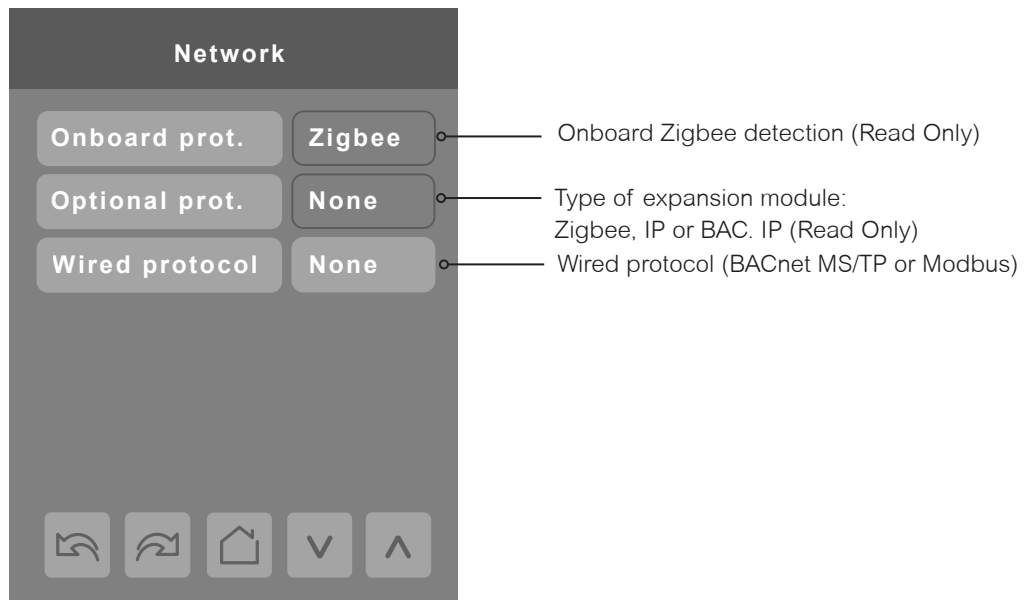 Network
Onboard prot. Zigbee Onboard Zigbee detection (Read Only)
Optional prot. None Type of expansion module:
Zigbee, IP or BAC. IP (Read Only)
Wired protocol None Wired protocol (BACnet MS/TP or Modbus)